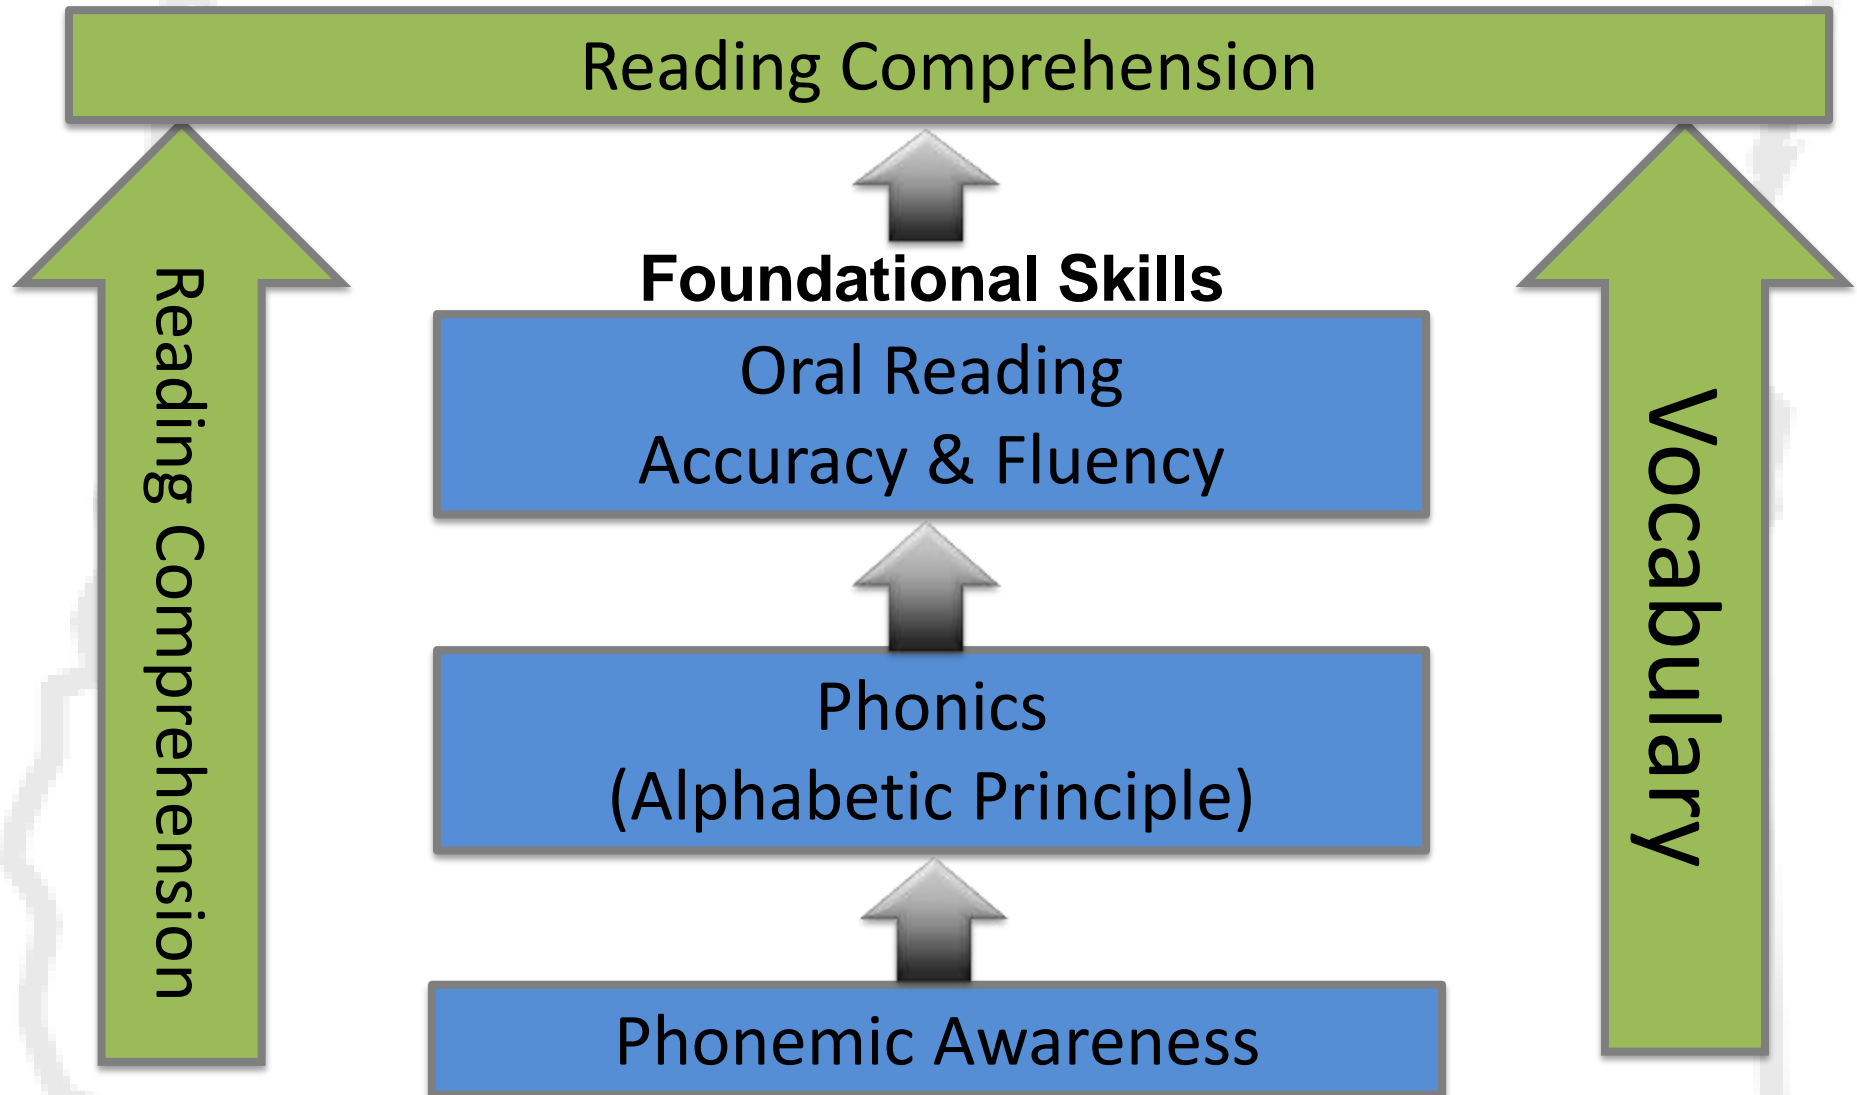 Reading Comprehension
Foundational Skills
Oral Reading
Accuracy & Fluency
Phonics
(Alphabetic Principle)
Phonemic Awareness
Reading Comprehension
Vocabulary